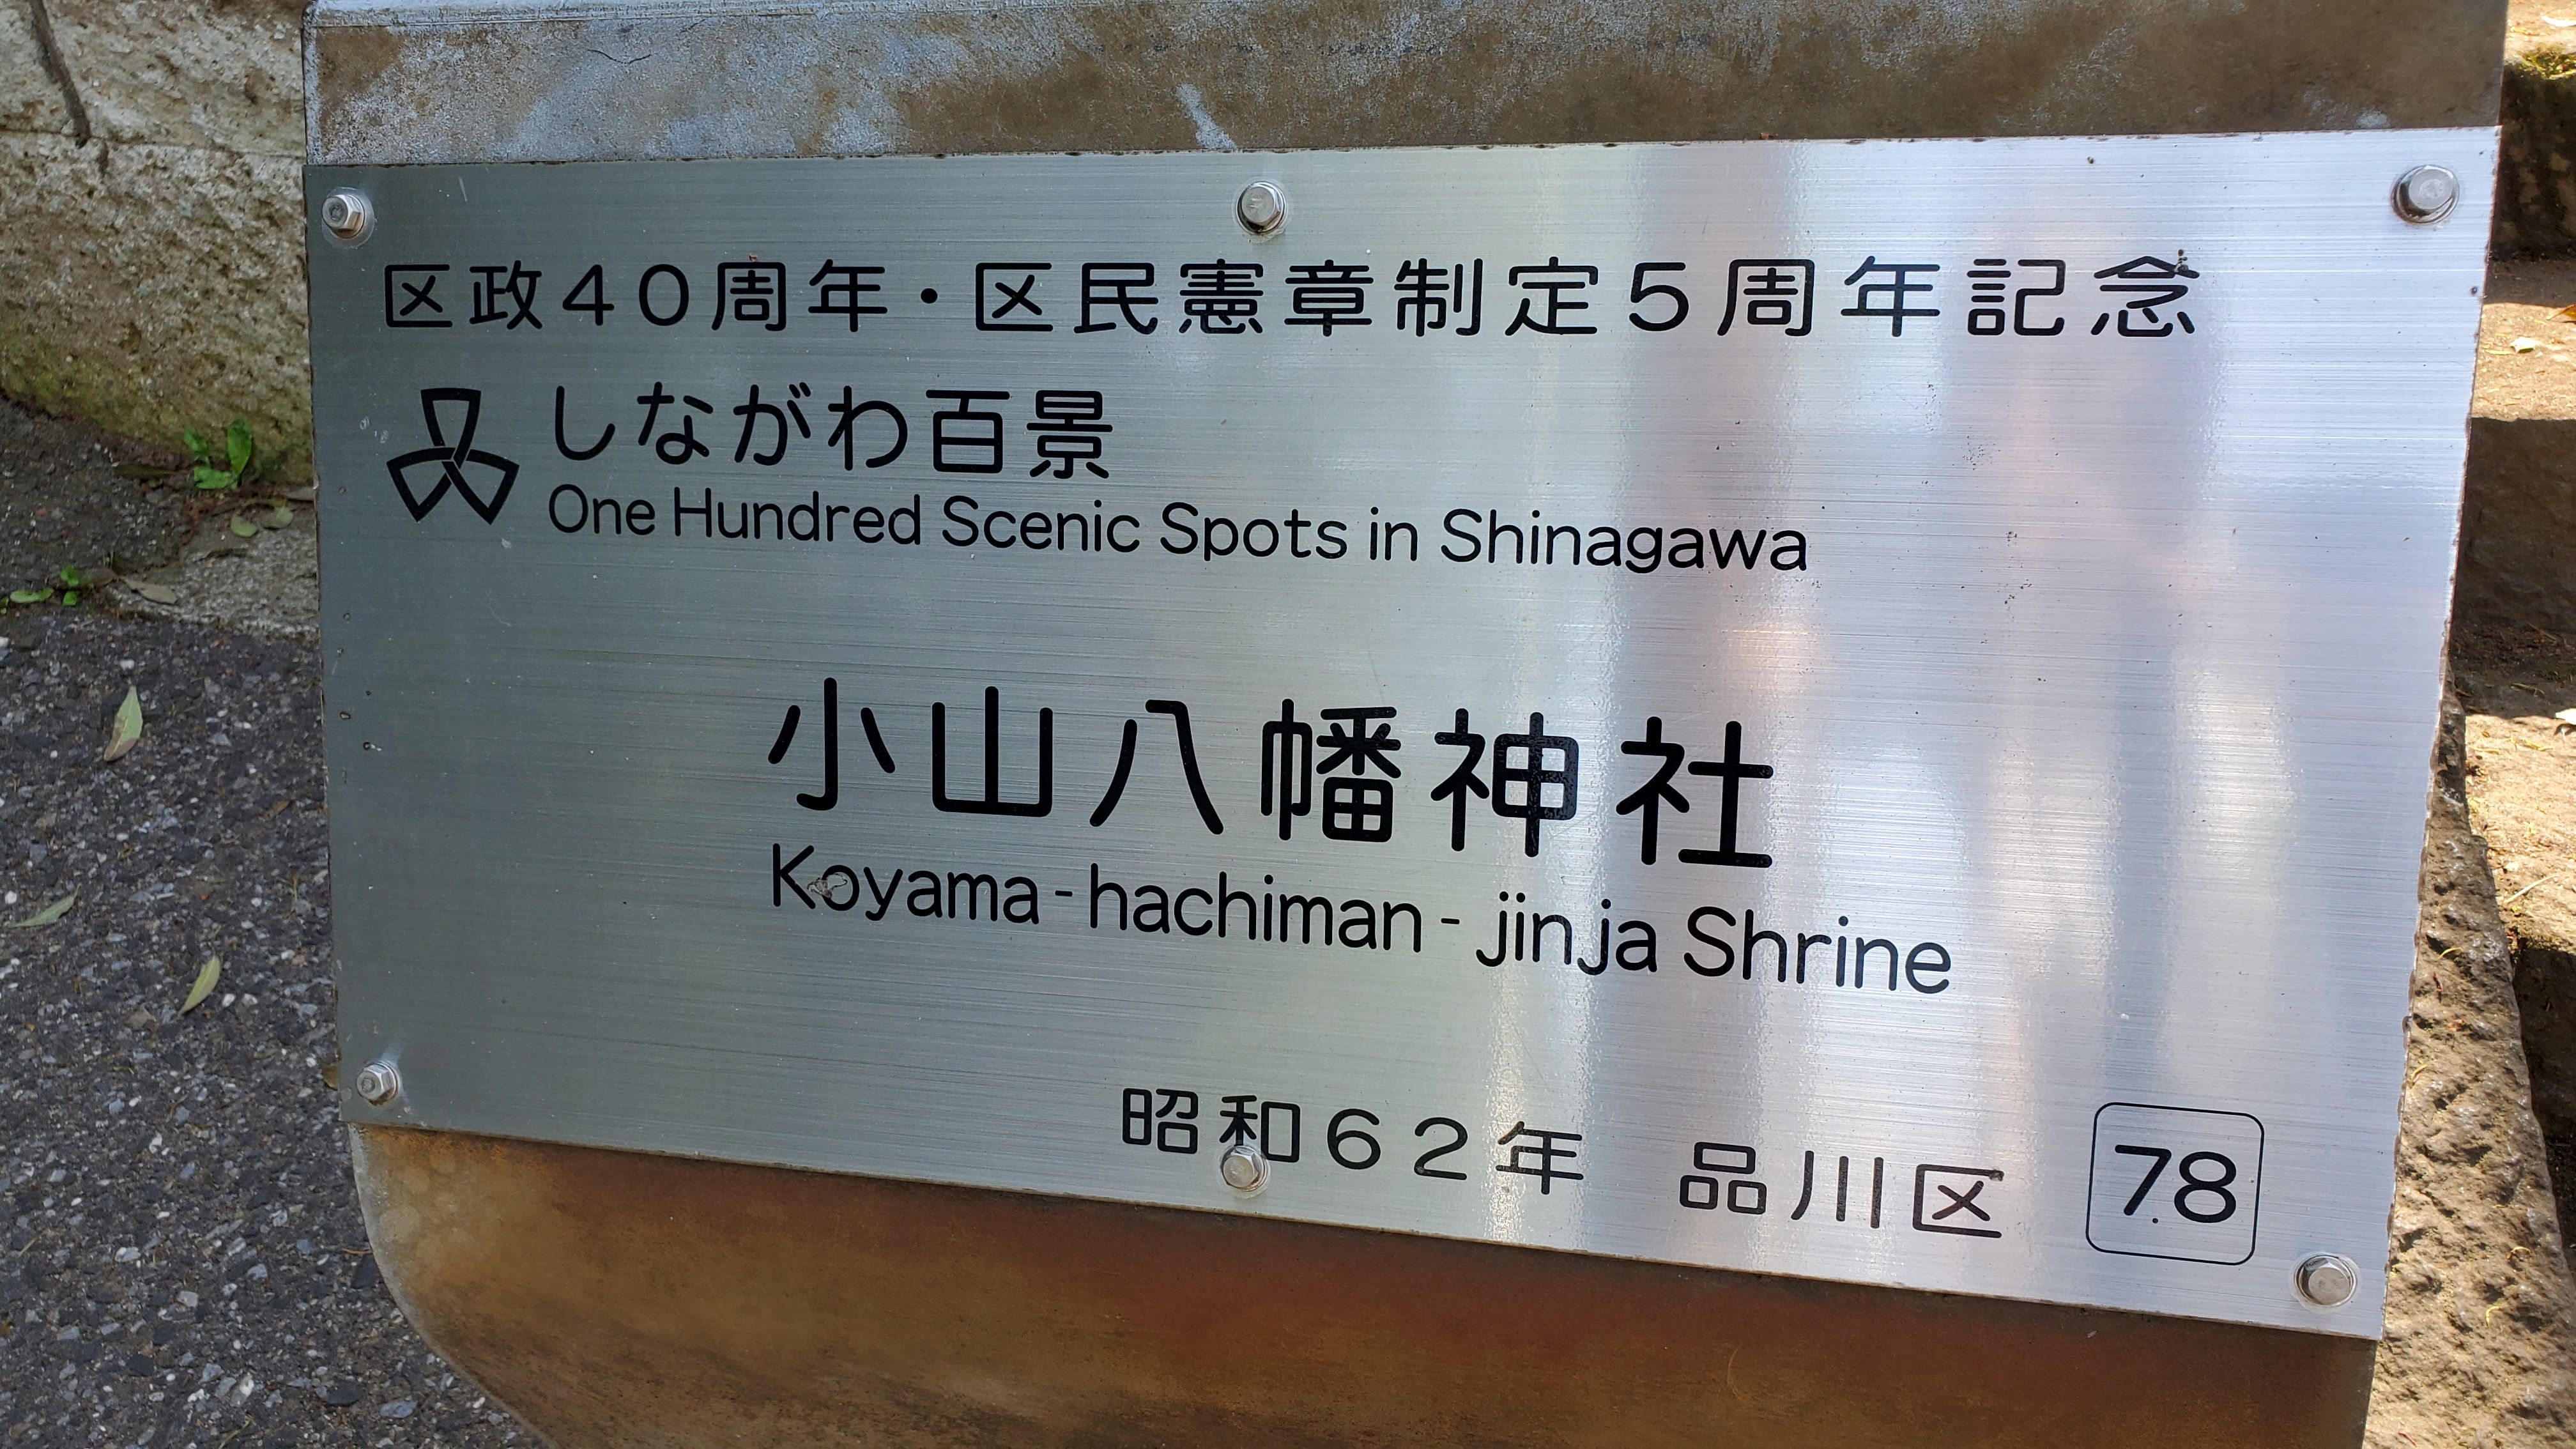 区政40周年・区民憲章制定5周年記念
しながわ百景
One Hundred Scenic Spots in Shinagawa
小山八幡神社
Koyama-hachiman-jinja Shrine
昭和62年 品川区 78